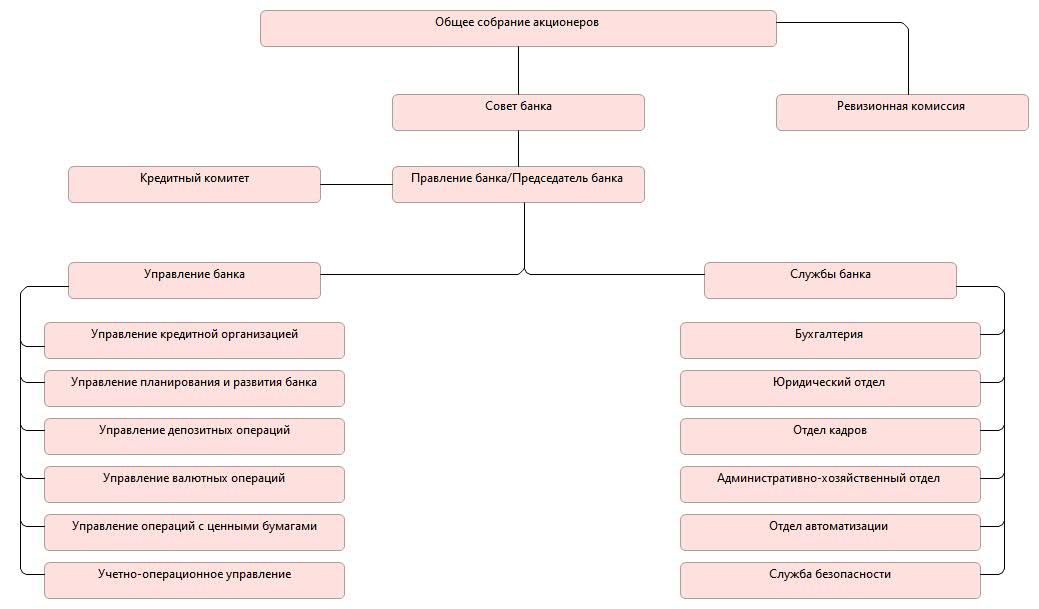 Общее собрание акционеров
Совет банка
Ревизионная комиссия
Кредитный комитет
Правление банка/Председатель банка
Управление банка
Службы банка
Управление кредитной организацией
Бухгалтерия
Управление планирования и развития банка
Юридический отдел
Управление депозитных операций
Отдел кадров
Управление валютных операций
Административно-хозяйственный отдел
Управление операций с ценными бумагами
Отдел автоматизации
Учетно-операционное управление
Служба безопасности